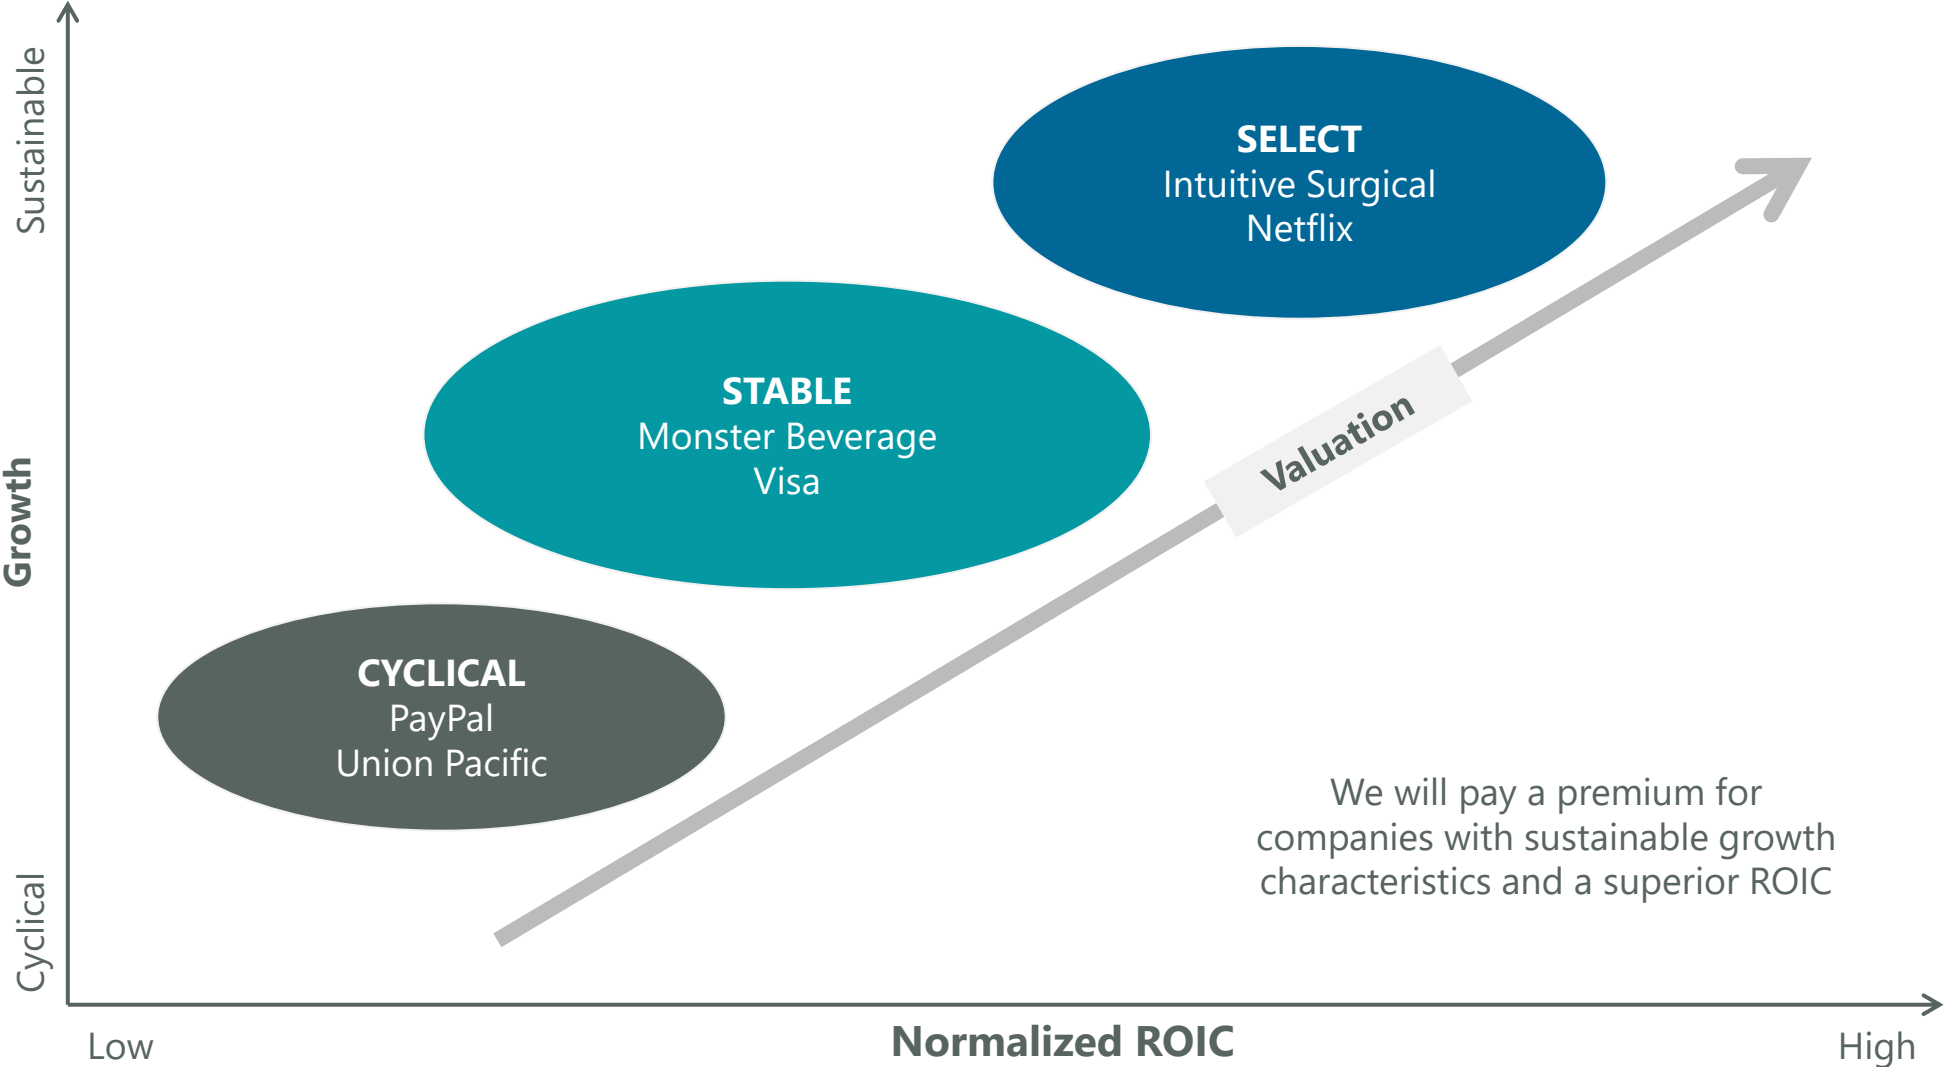 Sustainable
SELECT
Intuitive Surgical
Netflix
STABLE
Monster Beverage
Visa
Valuation
Growth
CYCLICAL
PayPal
Union Pacific
We will pay a premium for
companies with sustainable growth
characteristics and a superior ROIC
Cyclical
Low
Normalized ROIC
High